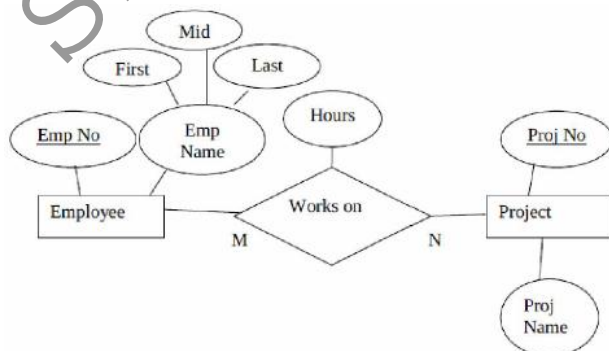 Mid
First
Last
Emp No
Emp
Name
Hours
Proj No
Employee
Works on
Project
M
N
Proj
Name